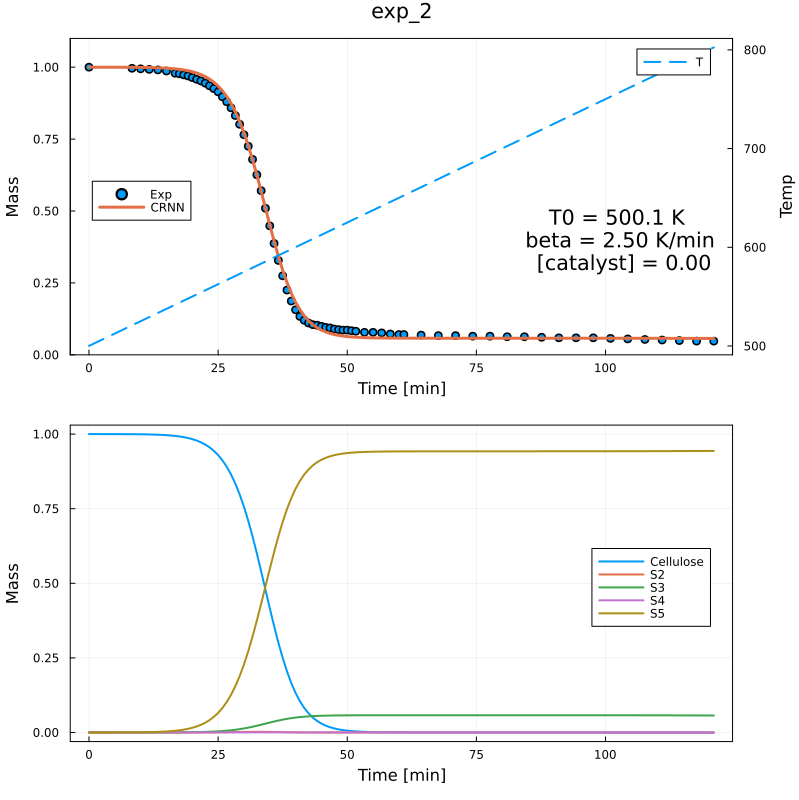 exp_2
1.00
0.75
0.50
0.25
0.00
Mass
Exp
CRNN
T
800
700
600
500
Temp
T0 = 500.1 K
beta = 2.50 K/min
[catalyst] = 0.00
0 25 50 75 100
Time [min]
1.00
0.75
0.50
0.25
0.00
Mass
Cellulose
S2
S3
S4
S5
0 25 50 75 100
Time [min]